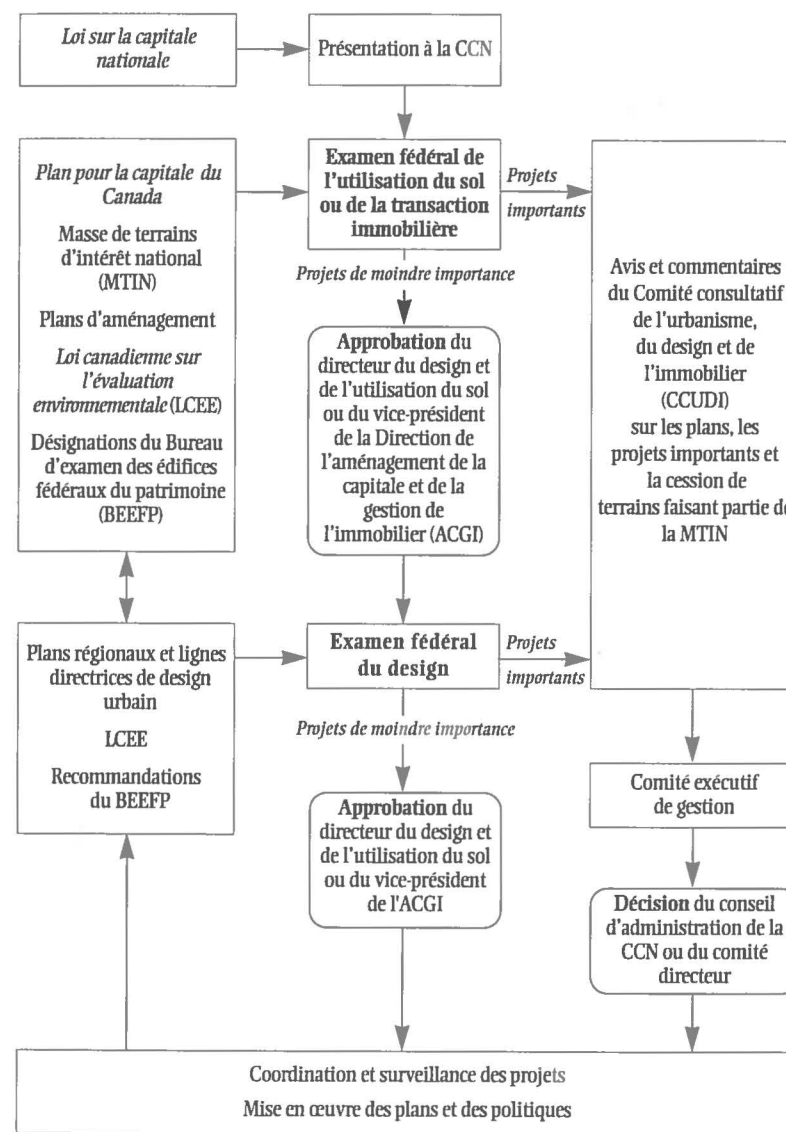 Loi sur la capitale
nationale
Présentation à la CCN
Plan pour la capitale du
Canada
Masse de terrains
d'intérêt national
(MTIN)
Plans d'aménagement
Loi canadienne sur
l'évaluation
environnementale (LCEE)
Désignations du Bureau
d'examen des édifices
fédéraux du patrimoine
(BEEFP)
Examen fédéral de
l'utilisation du sol
ou de la transaction
immobilière
Projets
importants
Projets de moindre importance
Approbation du
directeur du design et
de l'utilisation du sol
ou du vice-président
de la Direction de
l'aménagement de la
capitale et de la
gestion de
l'immobilier (ACGI)
Avis et commentaires
du Comité consultatif
de l'urbanisme,
du design et de
l'immobilier
(CCUDI)
sur les plans, les
projets importants et
la cession de
terrains faisant partie
la MTIN
Plans régionaux et lignes
directrices de design
urbain
LCEE
Recommandations
du BEEFP
Examen fédéral
du design
Projets
importants
Projets de moindre importance
Approbation du
directeur du design et
de l'utilisation du sol
ou du vice-président
de l'ACGI
Comité exécutif
de gestion
Décision du conseil
d'administration de la
CCN ou du comité
directeur
Coordination et surveillance des projets
Mise en œuvre des plans et des politiques